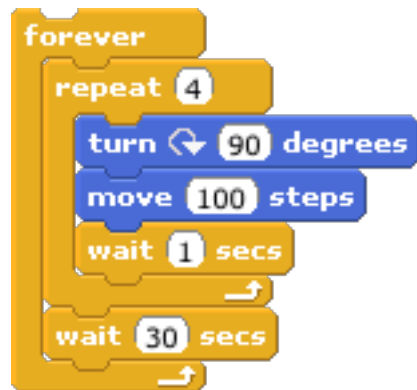 forever
repeat 4
turn 90 degrees
move 100 steps
wait 1 secs
wait 30 secs